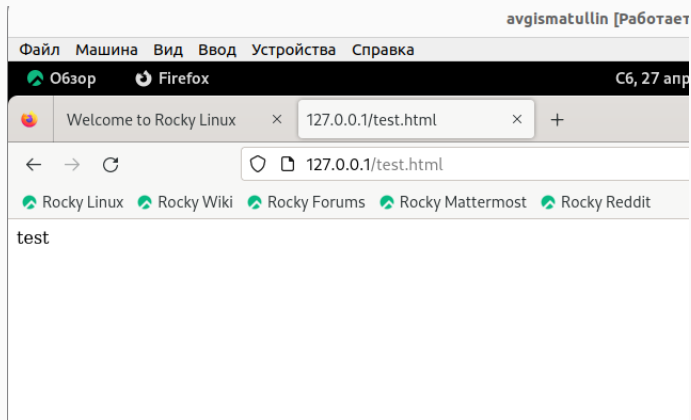 avgismatullin [Работает
Файл Машина Вид Ввод Устройства Справка
Обзор Firefox Сб, 27 апр
Welcome to Rocky Linux 127.0.0.1/test.html
127.0.0.1/test.html
Rocky Linux Rocky Wiki Rocky Forums Rocky Mattermost Rocky Reddit
test